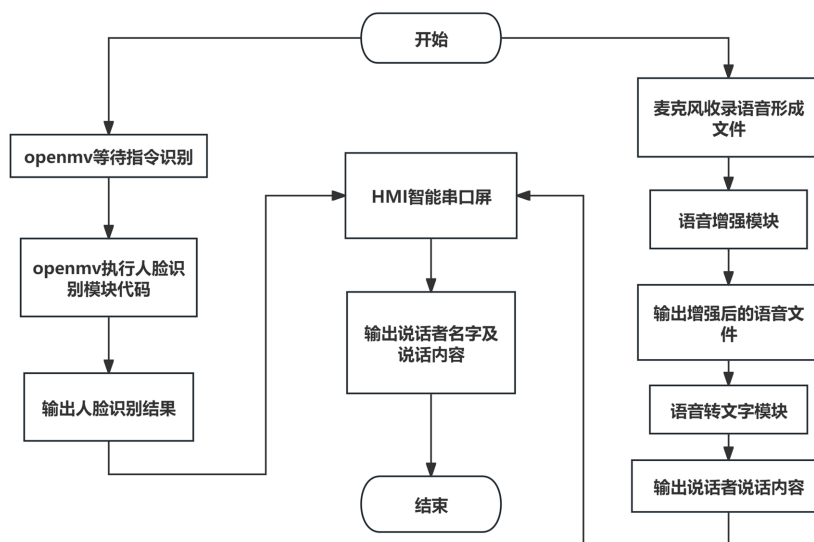 开始
麦克风收录语音形成
文件
openmv等待指令识别
HMI智能串口屏
语音增强模块
openmv执行人脸识
别模块代码
输出增强后的语音文
件
输出说话者名字及
说话内容
输出人脸识别结果
语音转文字模块
输出说话者说话内容
结束